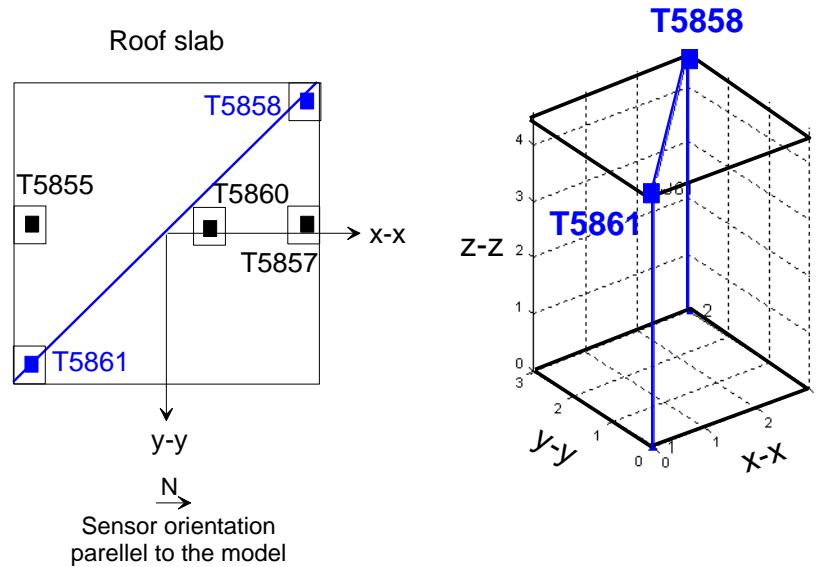 Roof slab
T5858
T5855
T5860
x-x
T5857
T5861
y-y
N
Sensor orientation
parellel to the model
T5858
4
3
T5861
z-z
2
1
0
3
2
1
0
0
1
2
y-y
x-x
2
1